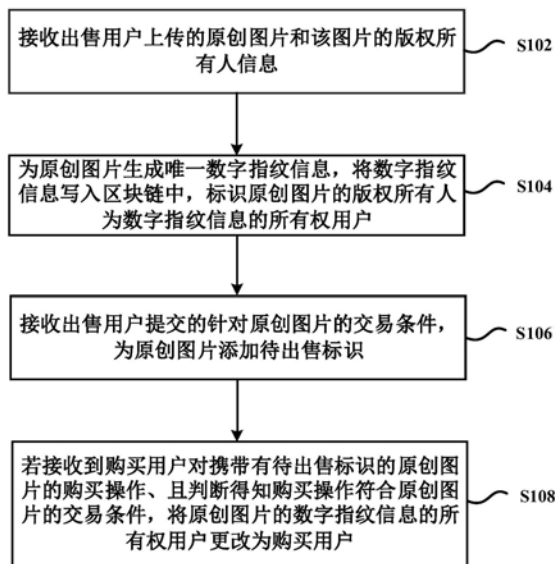 接收出售用户上传的原创图片和该图片的版权所
有人信息
S102
为原创图片生成唯一数字指纹信息，将数字指纹
信息写入区块链中，标识原创图片的版权所有人
为数字指纹信息的所有权用户
S104
接收出售用户提交的针对原创图片的交易条件，
为原创图片添加待出售标识
S106
若接收到购买用户对携带有待出售标识的原创图
片的购买操作、且判断得知购买操作符合原创图
片的交易条件，将原创图片的数字指纹信息的所
有权用户更改为购买用户
S108